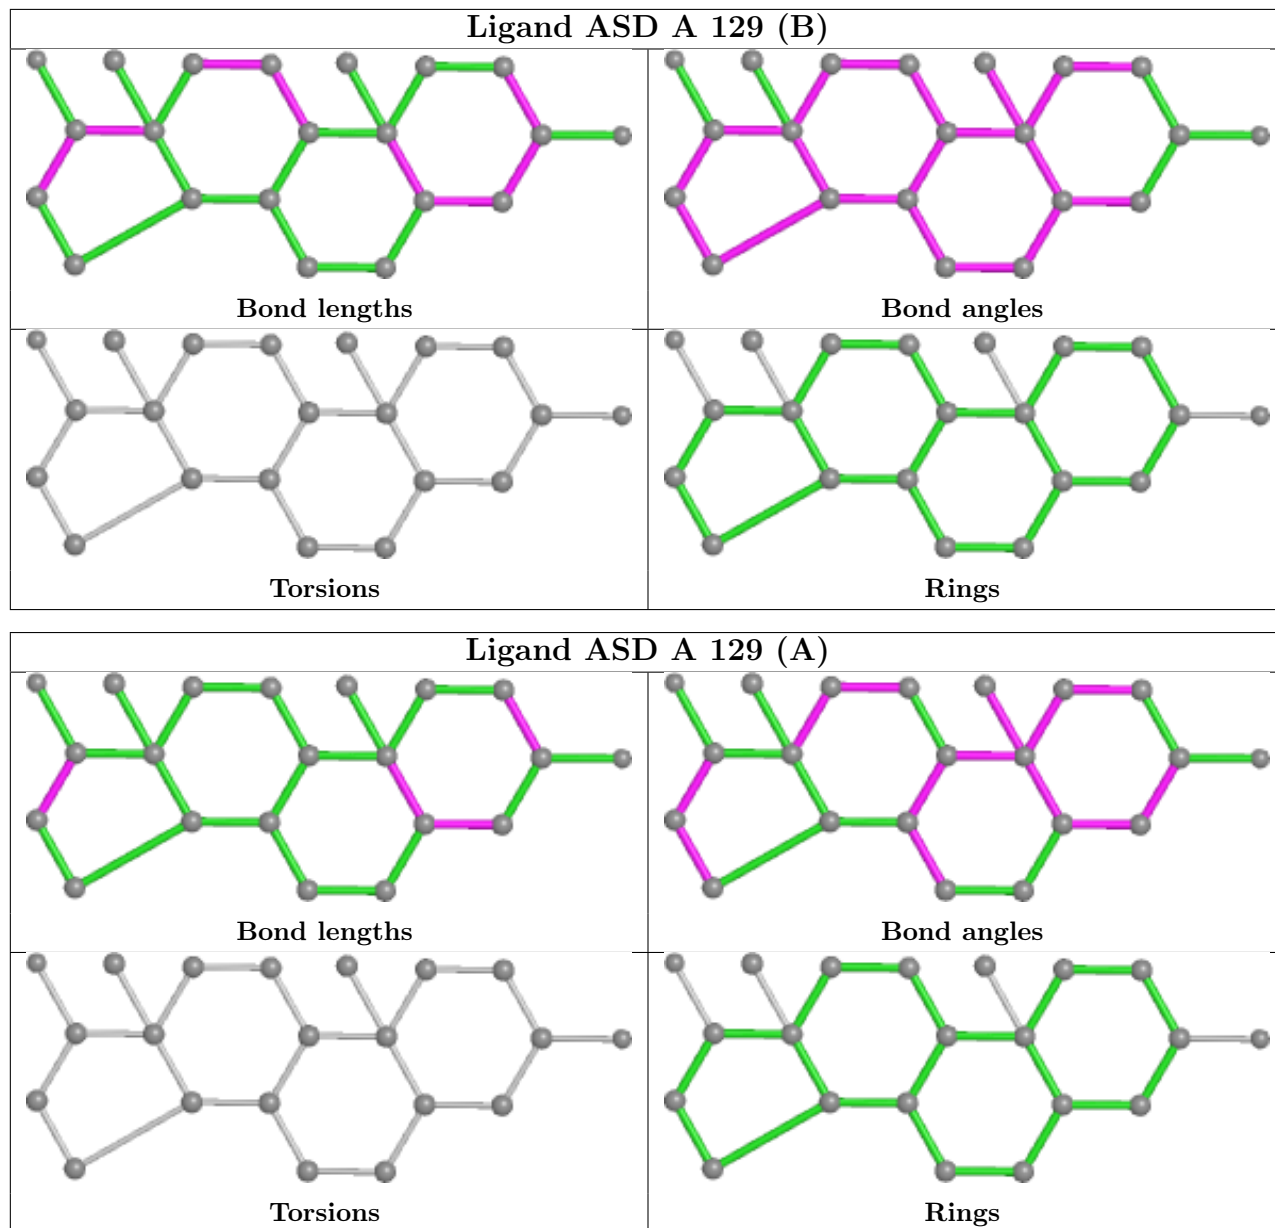 Ligand ASD A 129 (B)
Bond lengths
Bond angles
Torsions
Rings
Ligand ASD A 129 (A)
Bond lengths
Bond angles
Torsions
Rings